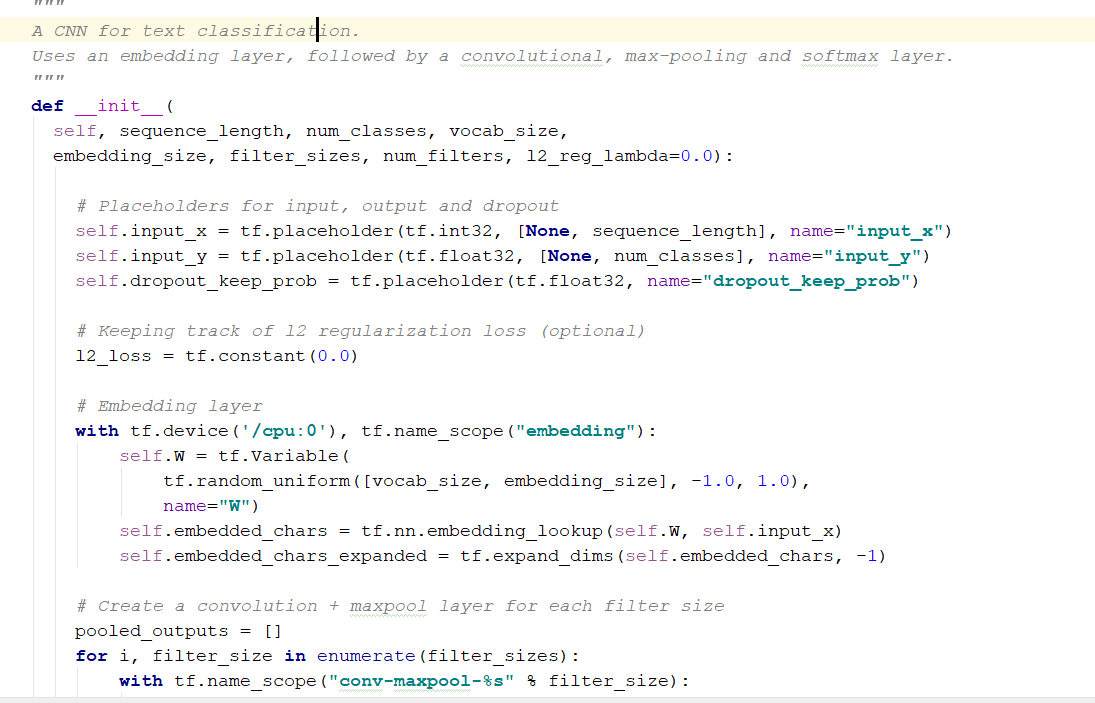 """
A CNN for text classification.
Uses an embedding layer, followed by a convolutional, max-pooling and softmax layer.
"""
def __init__(
  self, sequence_length, num_classes, vocab_size,
  embedding_size, filter_sizes, num_filters, l2_reg_lambda=0.0):

    # Placeholders for input, output and dropout
    self.input_x = tf.placeholder(tf.int32, [None, sequence_length], name="input_x")
    self.input_y = tf.placeholder(tf.float32, [None, num_classes], name="input_y")
    self.dropout_keep_prob = tf.placeholder(tf.float32, name="dropout_keep_prob")

    # Keeping track of l2 regularization loss (optional)
    l2_loss = tf.constant(0.0)

    # Embedding layer
    with tf.device('/cpu:0'), tf.name_scope("embedding"):
        self.W = tf.Variable(
            tf.random_uniform([vocab_size, embedding_size], -1.0, 1.0),
            name="W")
        self.embedded_chars = tf.nn.embedding_lookup(self.W, self.input_x)
        self.embedded_chars_expanded = tf.expand_dims(self.embedded_chars, -1)

    # Create a convolution + maxpool layer for each filter size
    pooled_outputs = []
    for i, filter_size in enumerate(filter_sizes):
        with tf.name_scope("conv-maxpool-%s" % filter_size):